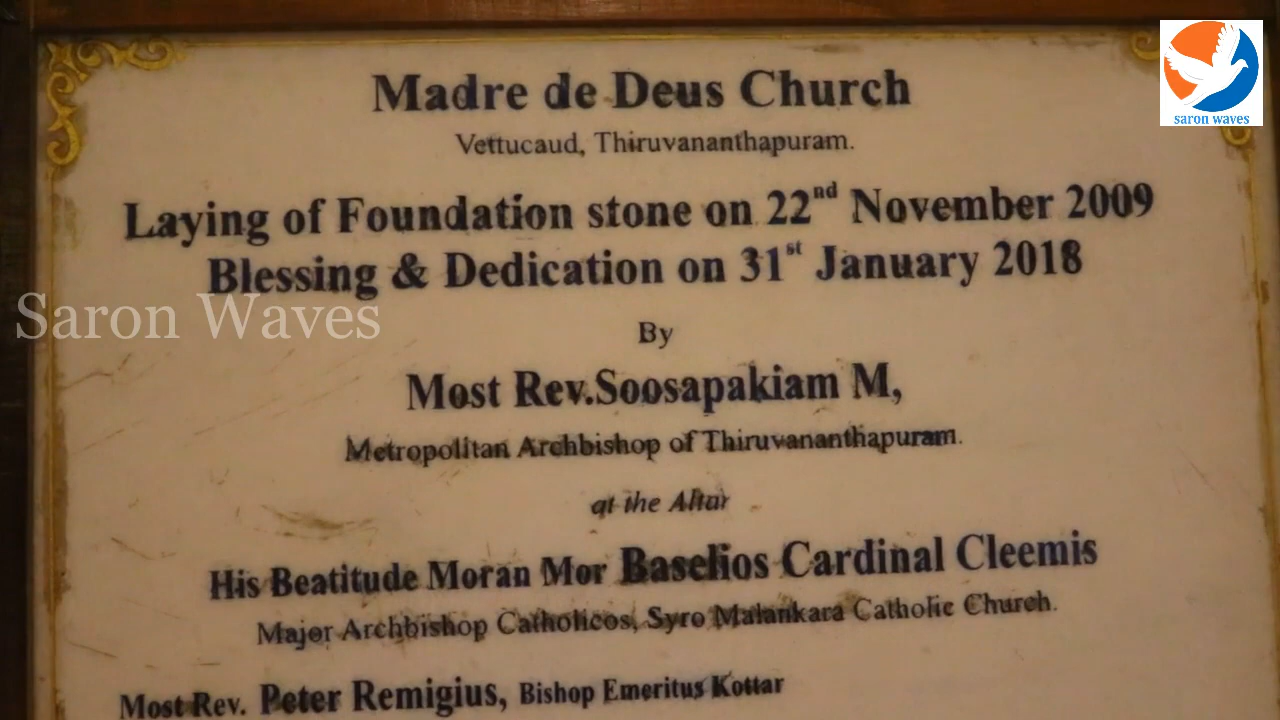 saron waves
Madre de Deus Church
Vettucaud, Thiruvananthapuram.
Laying of Foundation stone on 22nd November 2009
Blessing & Dedication on 31st January 2018
Saron Waves
By
Most Rev.Soosapakiam M,
Metropolitan Archbishop of Thiruvananthapuram.
at the Altar
His Beatitude Moran Mor Baselios Cardinal Cleemis
Major Archbishop Catholicos, Syro Malankara Catholic Church.
Most Rev. Peter Remigius, Bishop Emeritus Kottar